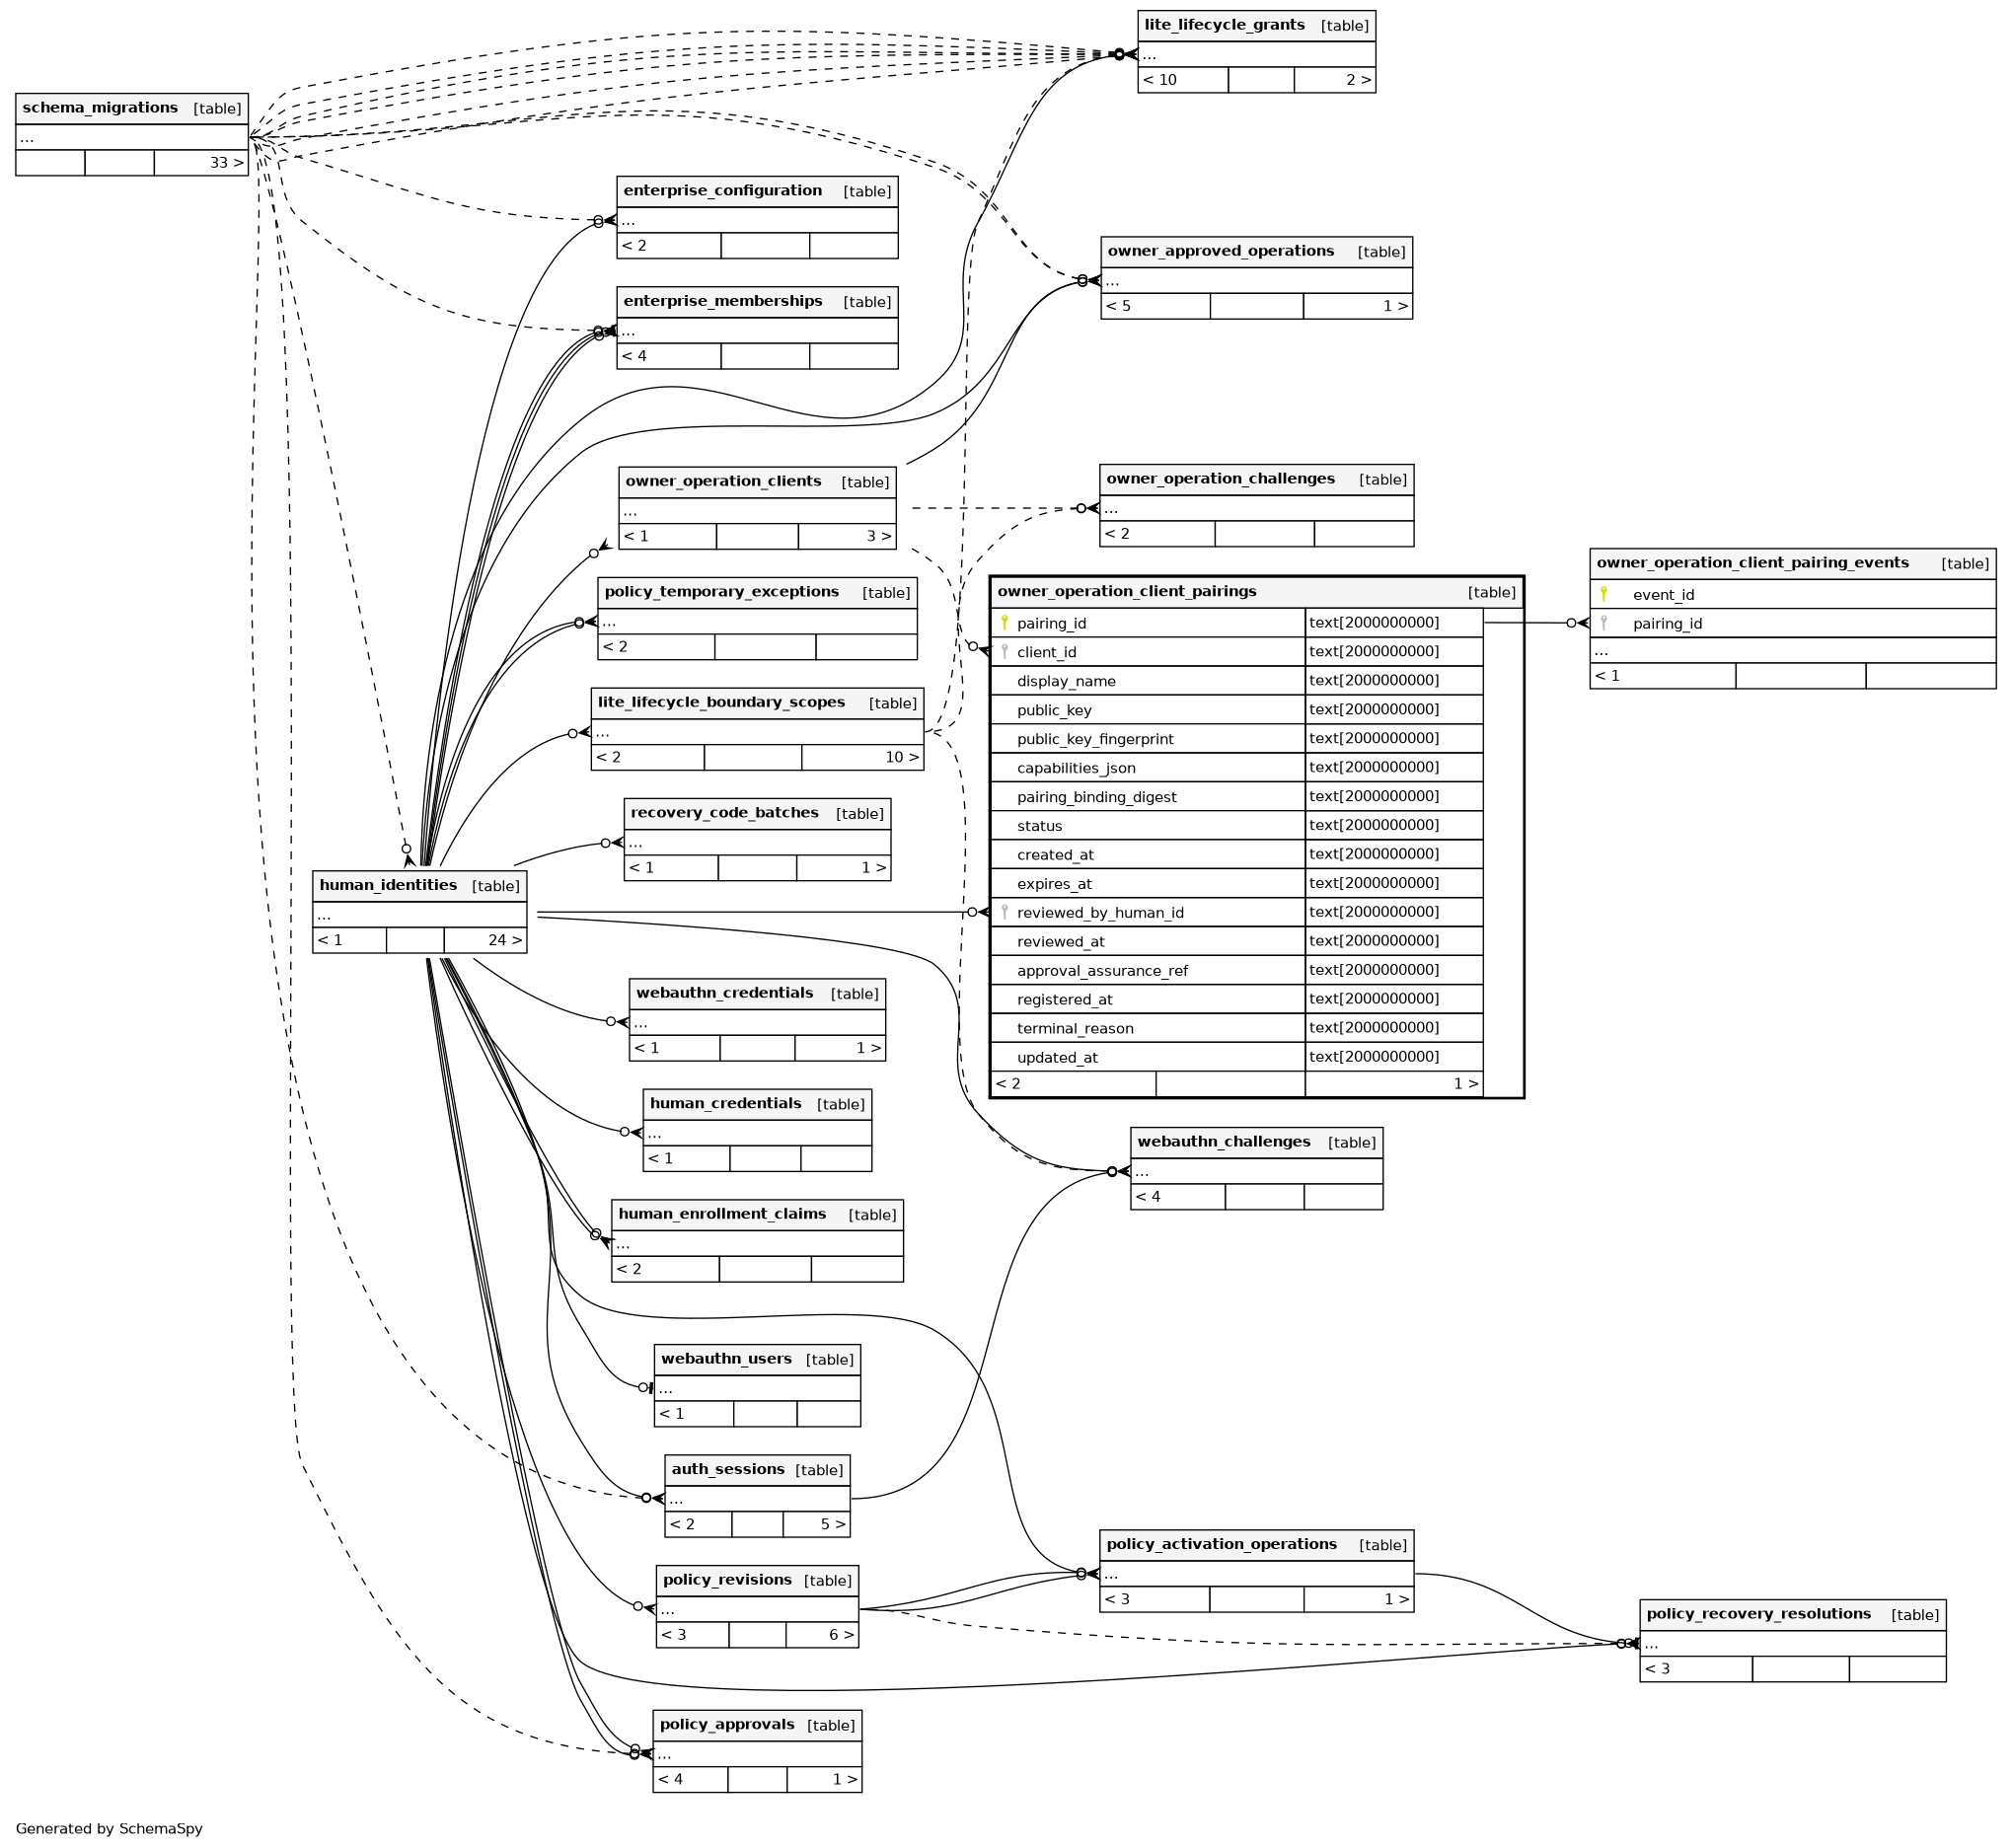 lite_lifecycle_grants [table]
...
< 10 2 >
schema_migrations [table]
...
33 >
enterprise_configuration [table]
...
< 2
owner_approved_operations [table]
...
< 5 1 >
enterprise_memberships [table]
...
< 4
owner_operation_clients [table]
...
< 1 3 >
owner_operation_challenges [table]
...
< 2
owner_operation_client_pairing_events [table]
event_id
pairing_id
...
< 1
policy_temporary_exceptions [table]
...
< 2
owner_operation_client_pairings [table]
pairing_id text[2000000000]
client_id text[2000000000]
display_name text[2000000000]
public_key text[2000000000]
public_key_fingerprint text[2000000000]
capabilities_json text[2000000000]
pairing_binding_digest text[2000000000]
status text[2000000000]
created_at text[2000000000]
expires_at text[2000000000]
reviewed_by_human_id text[2000000000]
reviewed_at text[2000000000]
approval_assurance_ref text[2000000000]
registered_at text[2000000000]
terminal_reason text[2000000000]
updated_at text[2000000000]
< 2 1 >
lite_lifecycle_boundary_scopes [table]
...
< 2 10 >
recovery_code_batches [table]
...
< 1 1 >
human_identities [table]
...
< 1 24 >
webauthn_credentials [table]
...
< 1 1 >
human_credentials [table]
...
< 1
webauthn_challenges [table]
...
< 4
human_enrollment_claims [table]
...
< 2
webauthn_users [table]
...
< 1
auth_sessions [table]
...
< 2 5 >
policy_activation_operations [table]
...
< 3 1 >
policy_revisions [table]
...
< 3 6 >
policy_recovery_resolutions [table]
...
< 3
policy_approvals [table]
...
< 4 1 >
Generated by SchemaSpy